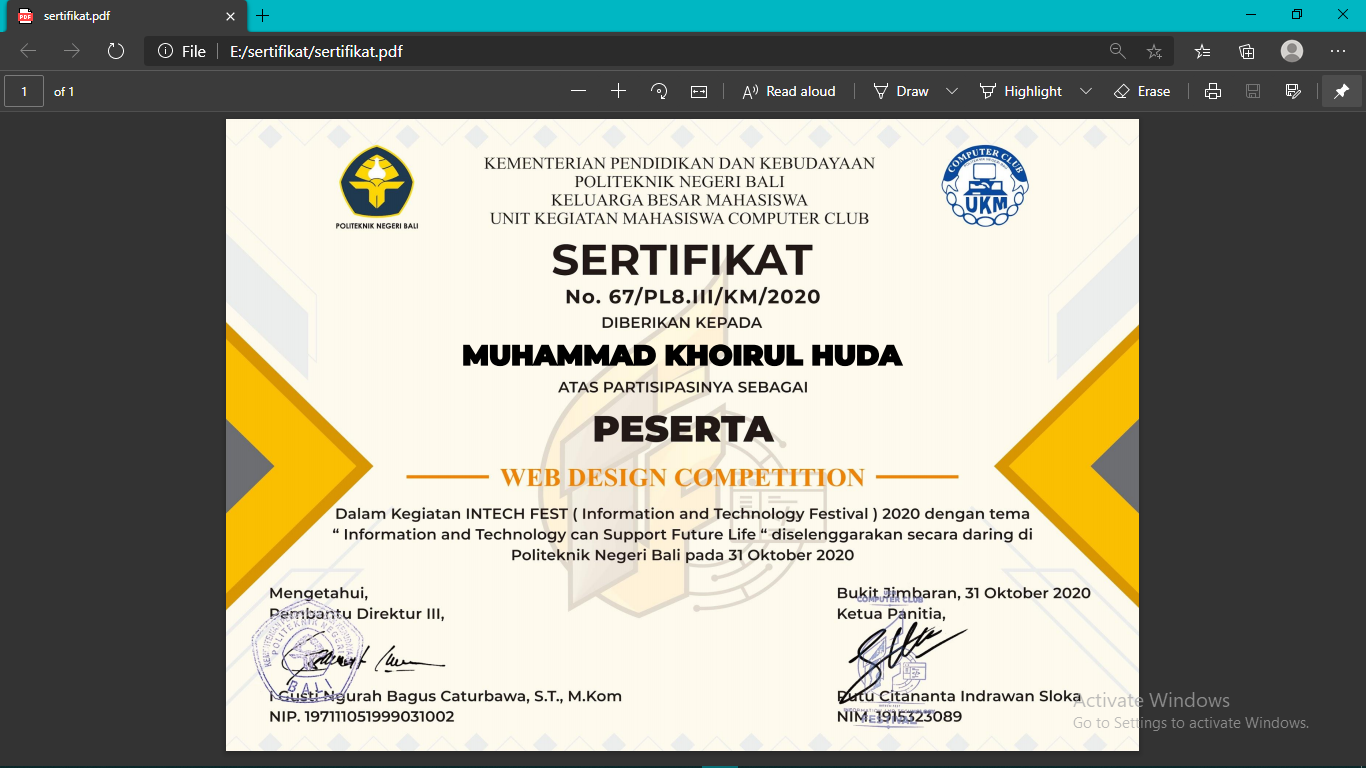 sertifikat.pdf
File
E:/sertifikat/sertifikat.pdf
1 of 1
Read aloud
Draw
Highlight
Erase
POLITEKNIK NEGERI BALI
KEMENTERIAN PENDIDIKAN DAN KEBUDAYAAN
POLITEKNIK NEGERI BALI
KELUARGA BESAR MAHASISWA
UNIT KEGIATAN MAHASISWA COMPUTER CLUB
COMPUTER CLUB
UKM
SERTIFIKAT
No. 67/PL8.III/KM/2020
DIBERIKAN KEPADA
MUHAMMAD KHOIRUL HUDA
ATAS PARTISIPASINYA SEBAGAI
PESERTA
WEB DESIGN COMPETITION
Dalam Kegiatan INTECH FEST ( Information and Technology Festival ) 2020 dengan tema
“ Information and Technology can Support Future Life “ diselenggarakan secara daring di
Politeknik Negeri Bali pada 31 Oktober 2020
Mengetahui,
Pembantu Direktur III,
POLITEKNIK NEGERI
BALI
I Gusti Ngurah Bagus Caturbawa, S.T., M.Kom
NIP. 197111051999031002
Bukit Jimbaran, 31 Oktober 2020
COMPUTER CLUB
Ketua Panitia,
Putu Citananta Indrawan Sloka
NIM. 1915323089
FESTIVAL
Activate Windows
Go to Settings to activate Windows.